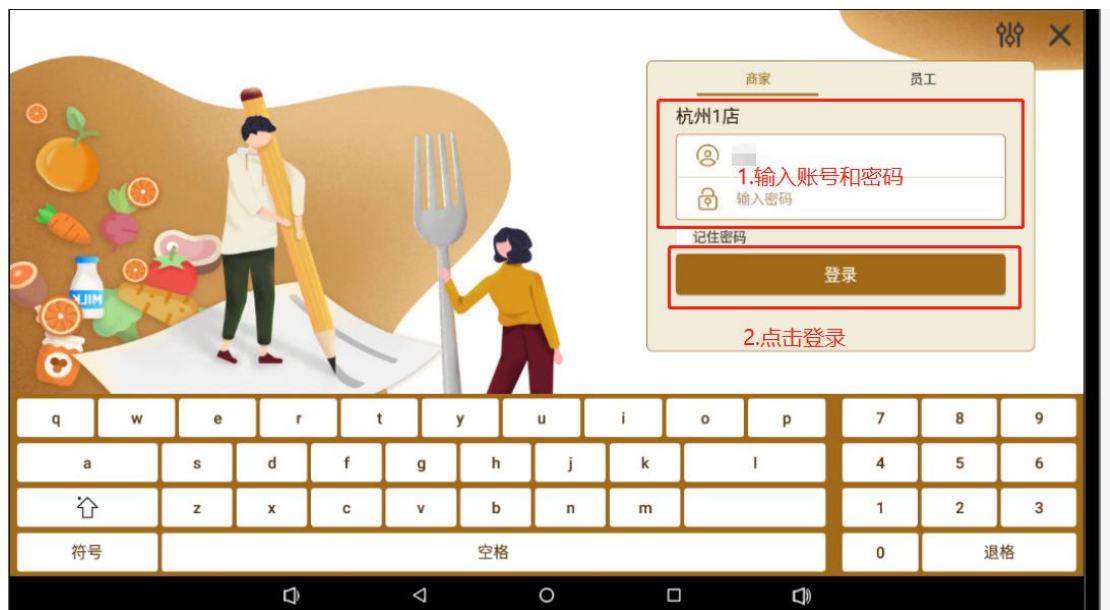 商家 员工
杭州1店
1.输入账号和密码
输入密码
记住密码
登录
2.点击登录
MILK
q w e r t y u i o p 7 8 9
a s d f g h j k l 4 5 6
z x c v b n m 1 2 3
符号 空格 0 退格